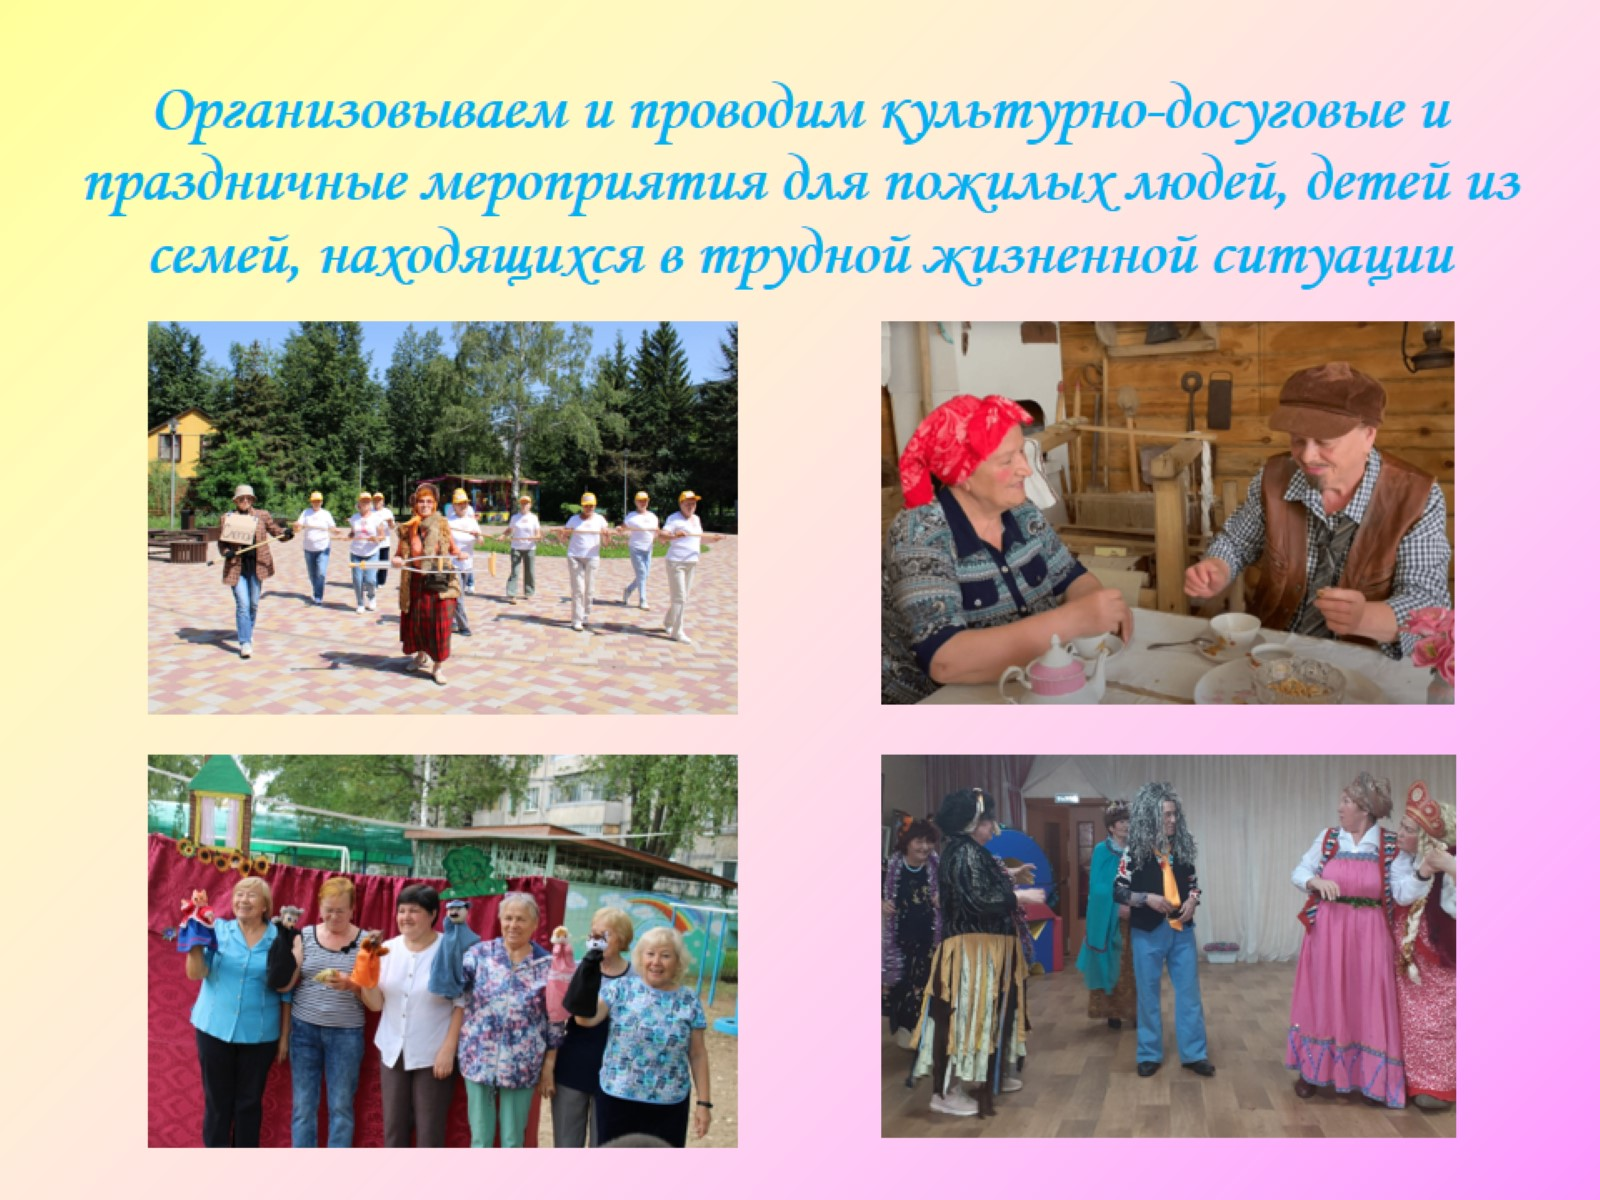 Организовываем и проводим культурно-досуговые и
праздничные мероприятия для пожилых людей, детей из
семей, находящихся в трудной жизненной ситуации